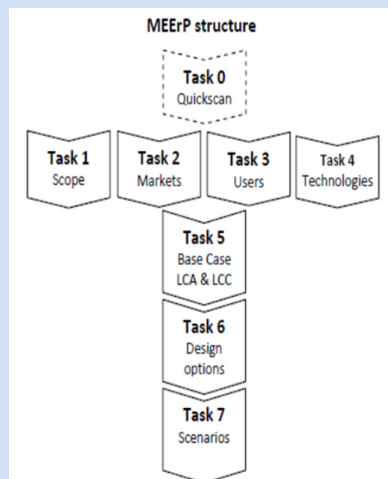 MEErP structure
Task 0
Quickscan
Task 1
Scope
Task 2
Markets
Task 3
Users
Task 4
Technologies
Task 5
Base Case
LCA & LCC
Task 6
Design
options
Task 7
Scenarios